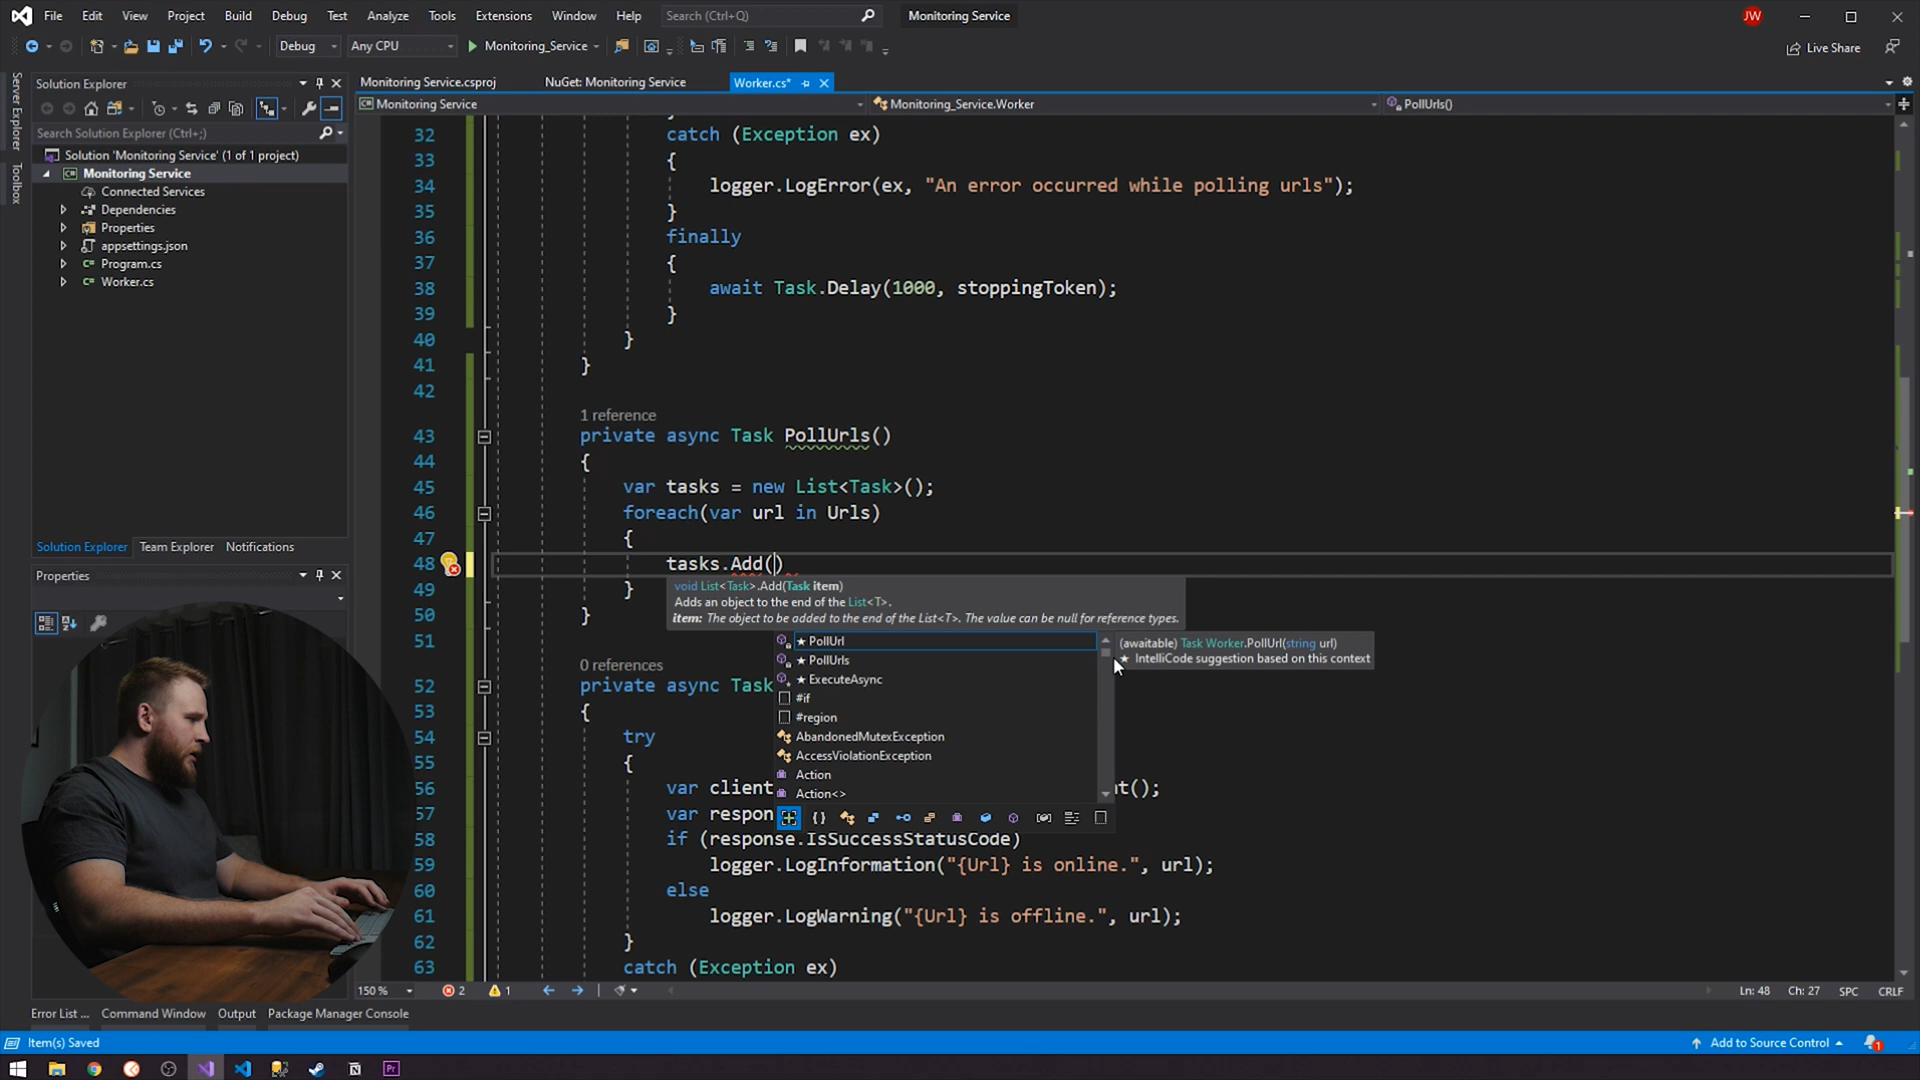 File Edit View Project Build Debug Test Analyze Tools Extensions Window Help Search (Ctrl+Q) Monitoring Service JW
Debug Any CPU Monitoring_Service Live Share
Server Explorer
Toolbox
Solution Explorer
Search Solution Explorer (Ctrl+;)
Solution 'Monitoring Service' (1 of 1 project)
Monitoring Service
Connected Services
Dependencies
Properties
appsettings.json
Program.cs
Worker.cs
Solution Explorer Team Explorer Notifications
Properties
Monitoring Service.csproj NuGet: Monitoring Service Worker.cs*
Monitoring Service Monitoring_Service.Worker PollUrls()
32 catch (Exception ex)
33 {
34 logger.LogError(ex, "An error occurred while polling urls");
35 }
36 finally
37 {
38 await Task.Delay(1000, stoppingToken);
39 }
40 }
41 }
42
1 reference
43 private async Task PollUrls()
44 {
45 var tasks = new List<Task>();
46 foreach(var url in Urls)
47 {
48 tasks.Add()
49 }
50 }
51
void List<Task>.Add(Task item)
Adds an object to the end of the List<T>.
item: The object to be added to the end of the List<T>. The value can be null for reference types.
★ PollUrl
★ PollUrls
★ ExecuteAsync
#if
#region
AbandonedMutexException
AccessViolationException
Action
Action<>
(awaitable) Task Worker.PollUrl(string url)
★ IntelliCode suggestion based on this context
0 references
52 private async Task
53 {
54 try
55 {
56 var client t();
57 var respon
58 if (response.IsSuccessStatusCode)
59 logger.LogInformation("{Url} is online.", url);
60 else
61 logger.LogWarning("{Url} is offline.", url);
62 }
63 catch (Exception ex)
150 % 2 1 Ln: 48 Ch: 27 SPC CRLF
Error List ... Command Window Output Package Manager Console
Item(s) Saved Add to Source Control 1
Pr